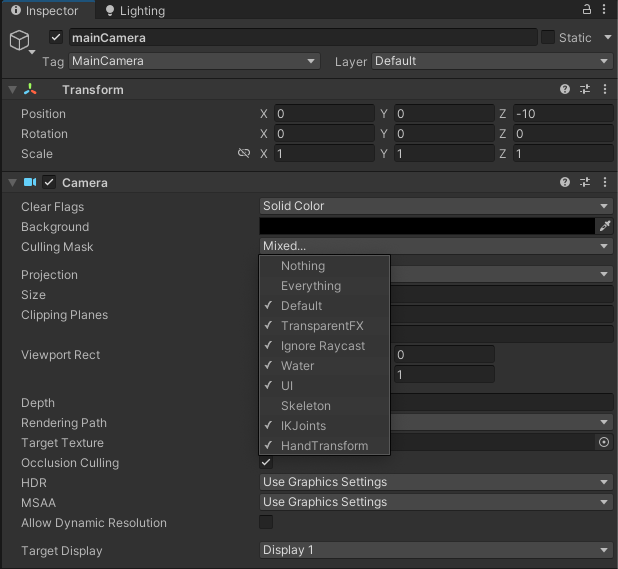 Inspector Lighting
mainCamera Static
Tag MainCamera Layer Default
Transform
Position X 0 Y 0 Z -10
Rotation X 0 Y 0 Z 0
Scale X 1 Y 1 Z 1
Camera
Clear Flags Solid Color
Background
Culling Mask Mixed...
Nothing
Projection
Everything
Size
Default
Clipping Planes
TransparentFX
Ignore Raycast
Viewport Rect 0
Water
1
UI
Depth
Skeleton
Rendering Path
IKJoints
Target Texture
HandTransform
Occlusion Culling
HDR Use Graphics Settings
MSAA Use Graphics Settings
Allow Dynamic Resolution
Target Display Display 1